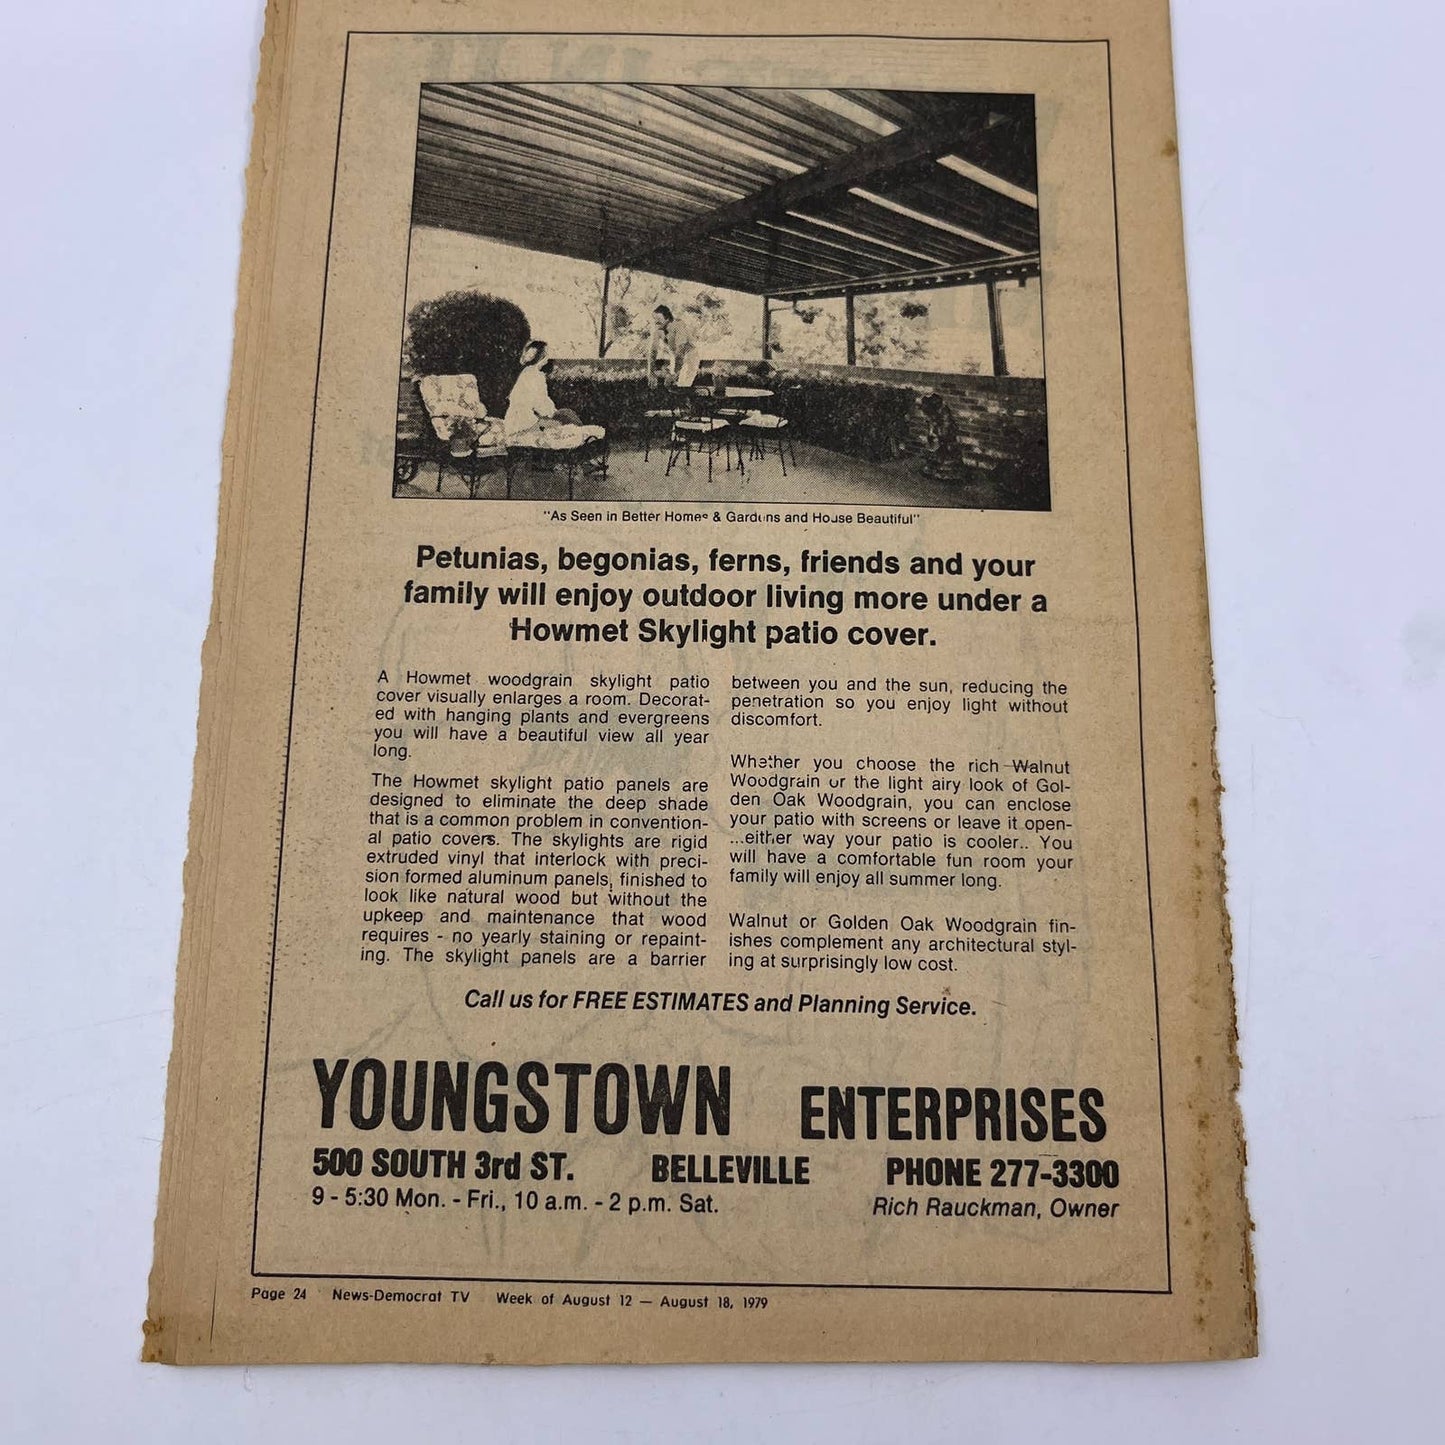 "As Seen in Better Homes & Gardens and House Beautiful"
Petunias, begonias, ferns, friends and your
family will enjoy outdoor living more under a
Howmet Skylight patio cover.
A Howmet woodgrain skylight patio
cover visually enlarges a room. Decorat-
ed with hanging plants and evergreens
you will have a beautiful view all year
long.
The Howmet skylight patio panels are
designed to eliminate the deep shade
that is a common problem in convention-
al patio covers. The skylights are rigid
extruded vinyl that interlock with preci-
sion formed aluminum panels, finished to
look like natural wood but without the
upkeep and maintenance that wood
requires - no yearly staining or repaint-
ing. The skylight panels are a barrier
between you and the sun, reducing the
penetration so you enjoy light without
discomfort.
Whether you choose the rich Walnut
Woodgrain or the light airy look of Gol-
den Oak Woodgrain, you can enclose
your patio with screens or leave it open-
...either way your patio is cooler.. You
will have a comfortable fun room your
family will enjoy all summer long.
Walnut or Golden Oak Woodgrain fin-
ishes complement any architectural styl-
ing at surprisingly low cost.
Call us for FREE ESTIMATES and Planning Service.
YOUNGSTOWN ENTERPRISES
500 SOUTH 3rd ST. BELLEVILLE PHONE 277-3300
9 - 5:30 Mon. - Fri., 10 a.m. - 2 p.m. Sat. Rich Rauckman, Owner
Page 24 News-Democrat TV Week of August 12 — August 18, 1979